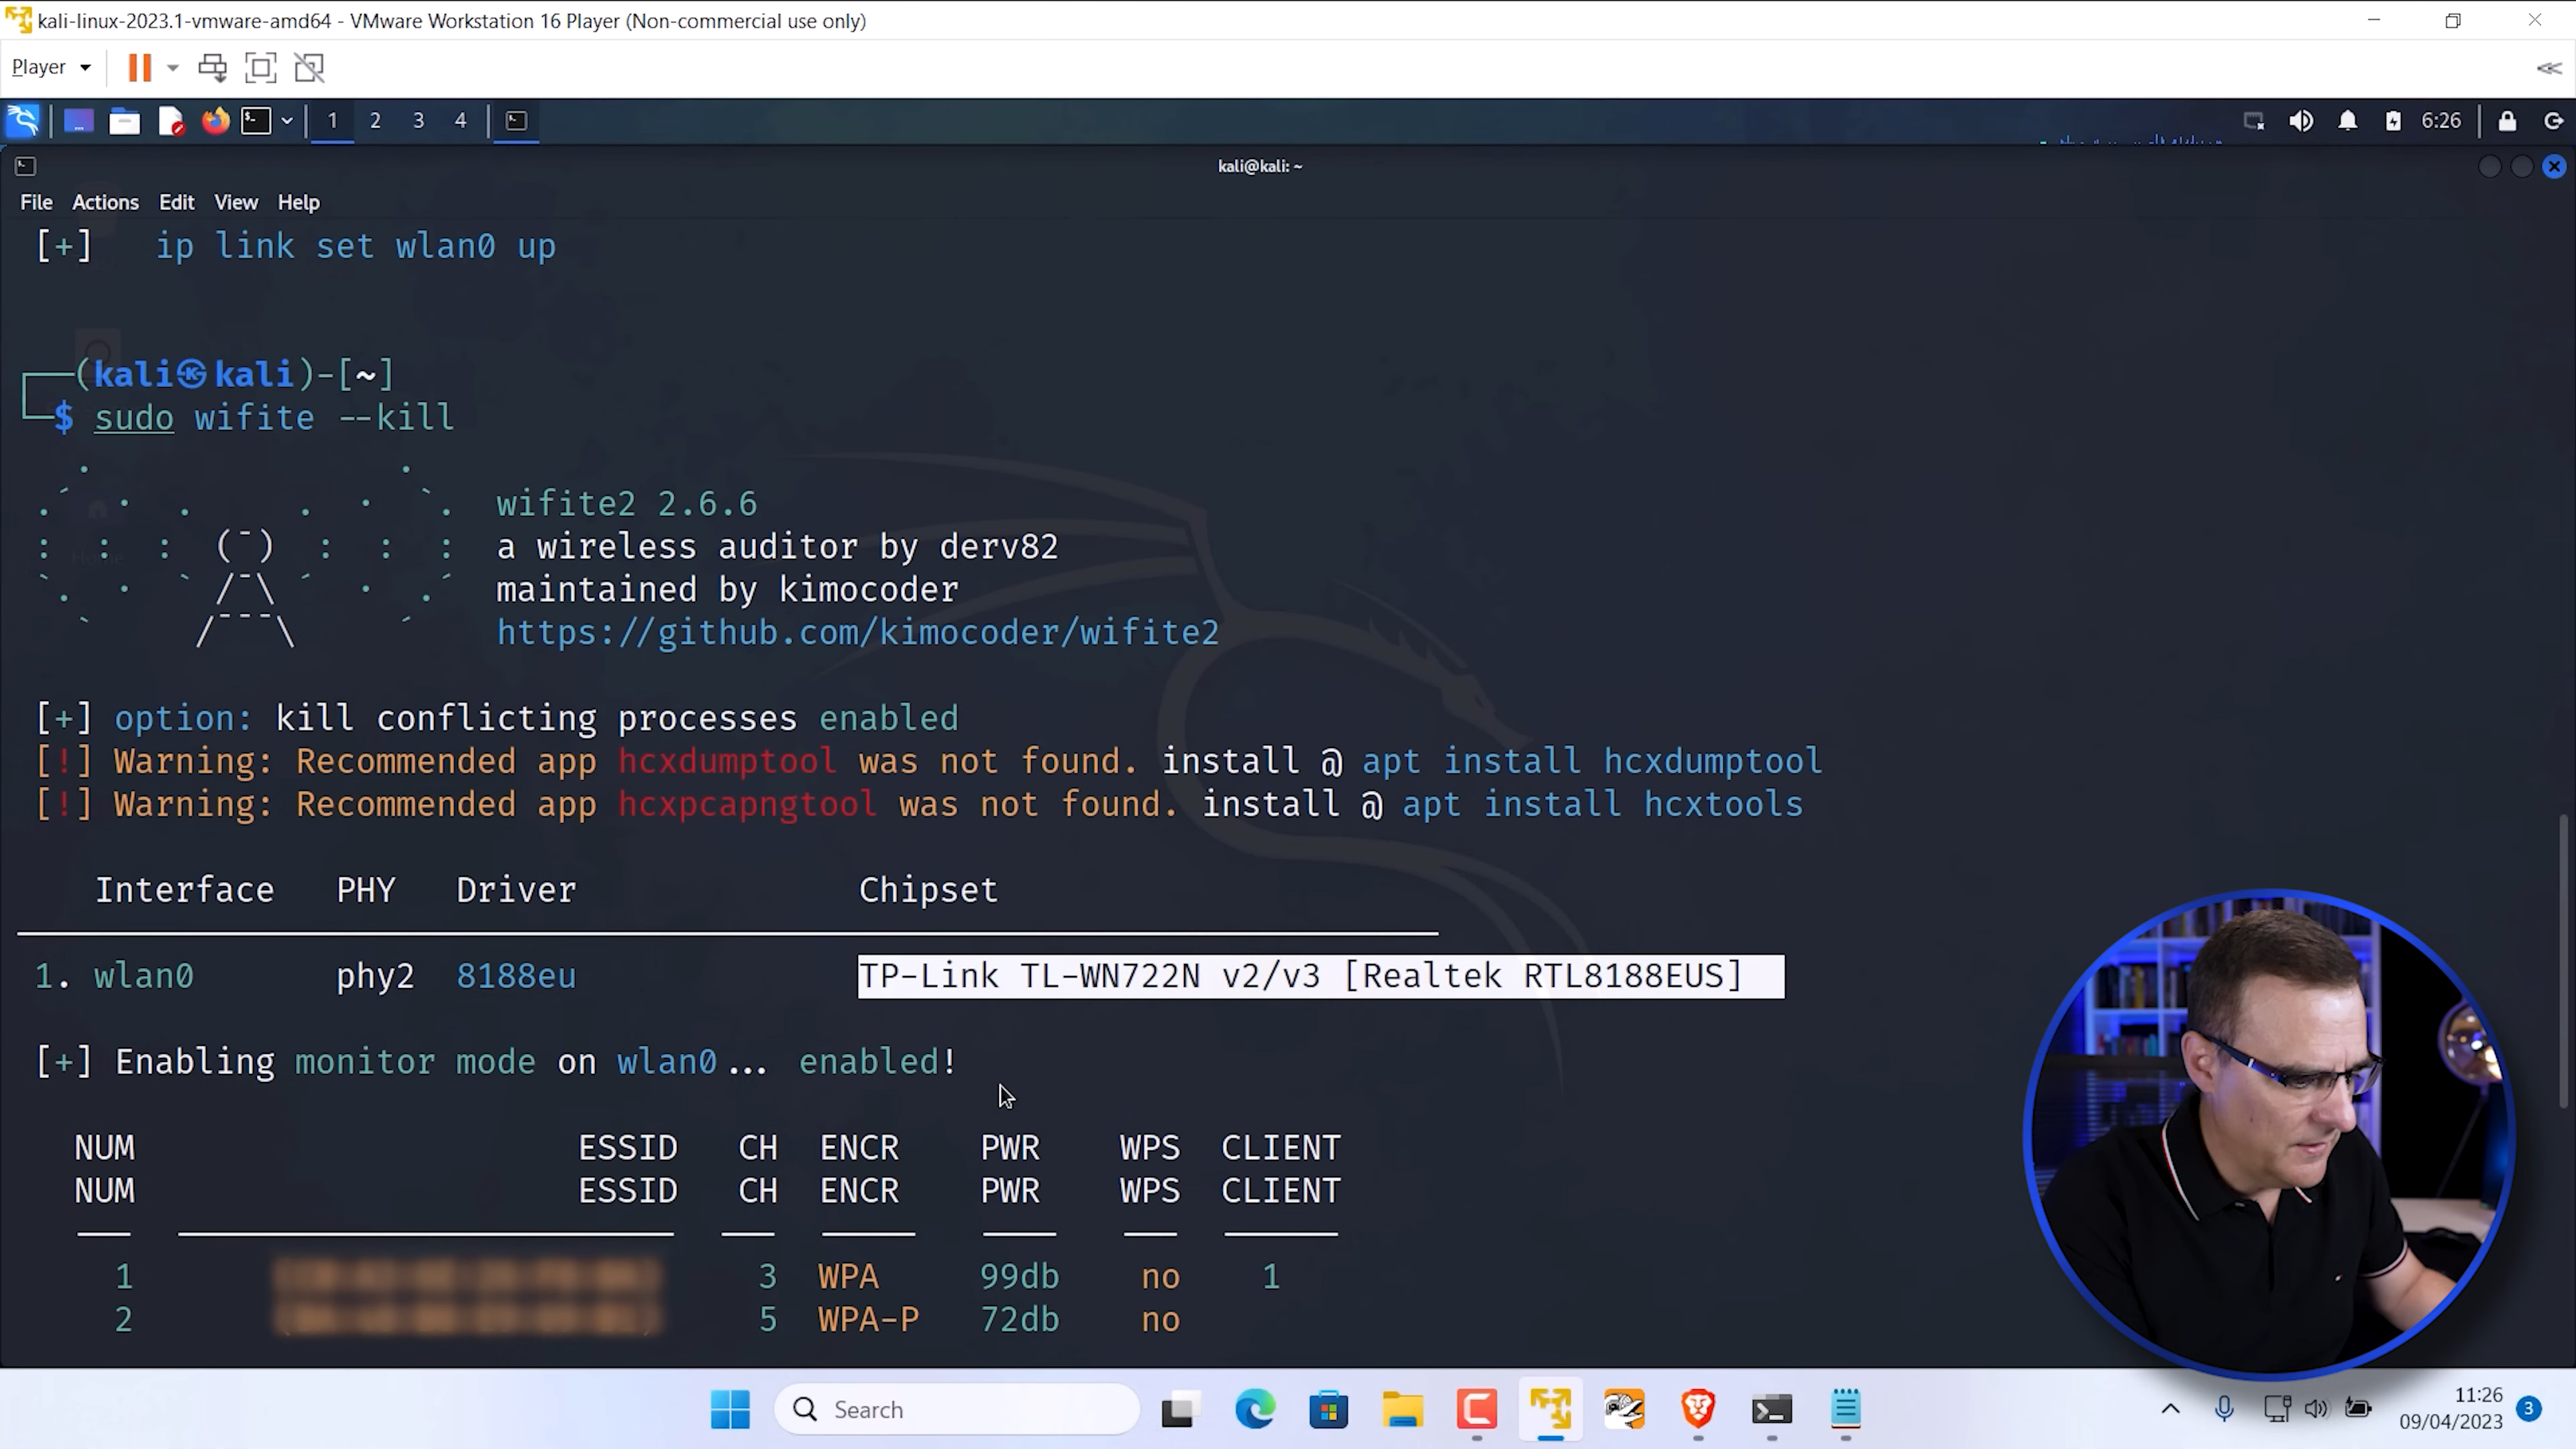 kali-linux-2023.1-vmware-amd64 - VMware Workstation 16 Player (Non-commercial use only)
Player
1 2 3 4
6:26
kali@kali: ~
File Actions Edit View Help
[+] ip link set wlan0 up
(kali㉿kali)-[~]
$ sudo wifite --kill
wifite2 2.6.6
a wireless auditor by derv82
maintained by kimocoder
https://github.com/kimocoder/wifite2
[+] option: kill conflicting processes enabled
[!] Warning: Recommended app hcxdumptool was not found. install @ apt install hcxdumptool
[!] Warning: Recommended app hcxpcapngtool was not found. install @ apt install hcxtools
Interface PHY Driver Chipset
1. wlan0 phy2 8188eu TP-Link TL-WN722N v2/v3 [Realtek RTL8188EUS]
[+] Enabling monitor mode on wlan0... enabled!
NUM ESSID CH ENCR PWR WPS CLIENT
NUM ESSID CH ENCR PWR WPS CLIENT
1 3 WPA 99db no 1
2 5 WPA-P 72db no
Search
11:26
09/04/2023
3